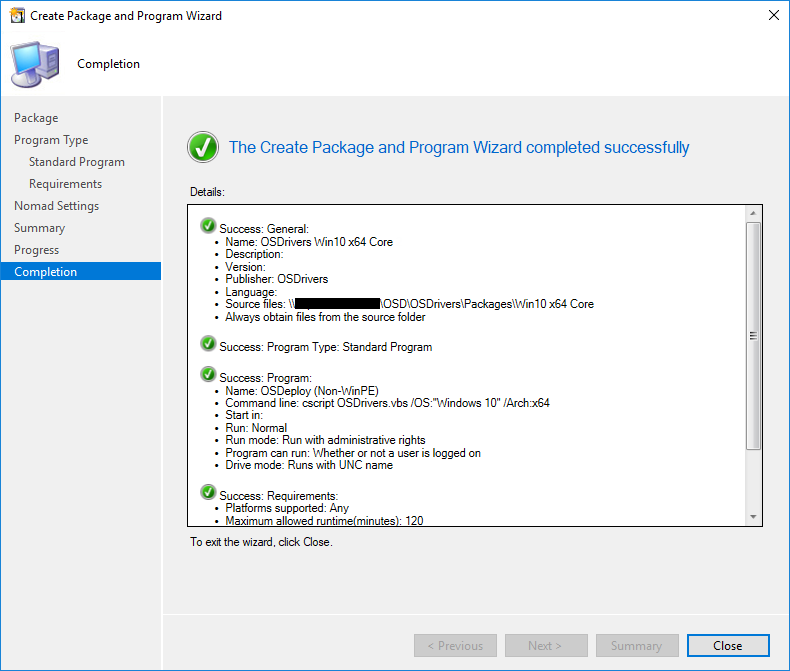 Create Package and Program Wizard
Completion
Package
Program Type
Standard Program
Requirements
Nomad Settings
Summary
Progress
Completion
The Create Package and Program Wizard completed successfully
Details:
Success: General:
• Name: OSDrivers Win10 x64 Core
• Description:
• Version:
• Publisher: OSDrivers
• Language:
• Source files: \\ \OSD\OSDrivers\Packages\Win10 x64 Core
• Always obtain files from the source folder
Success: Program Type: Standard Program
Success: Program:
• Name: OSDeploy (Non-WinPE)
• Command line: cscript OSDrivers.vbs /OS:"Windows 10" /Arch:x64
• Start in:
• Run: Normal
• Run mode: Run with administrative rights
• Program can run: Whether or not a user is logged on
• Drive mode: Runs with UNC name
Success: Requirements:
• Platforms supported: Any
• Maximum allowed runtime(minutes): 120
To exit the wizard, click Close.
< Previous
Next >
Summary
Close